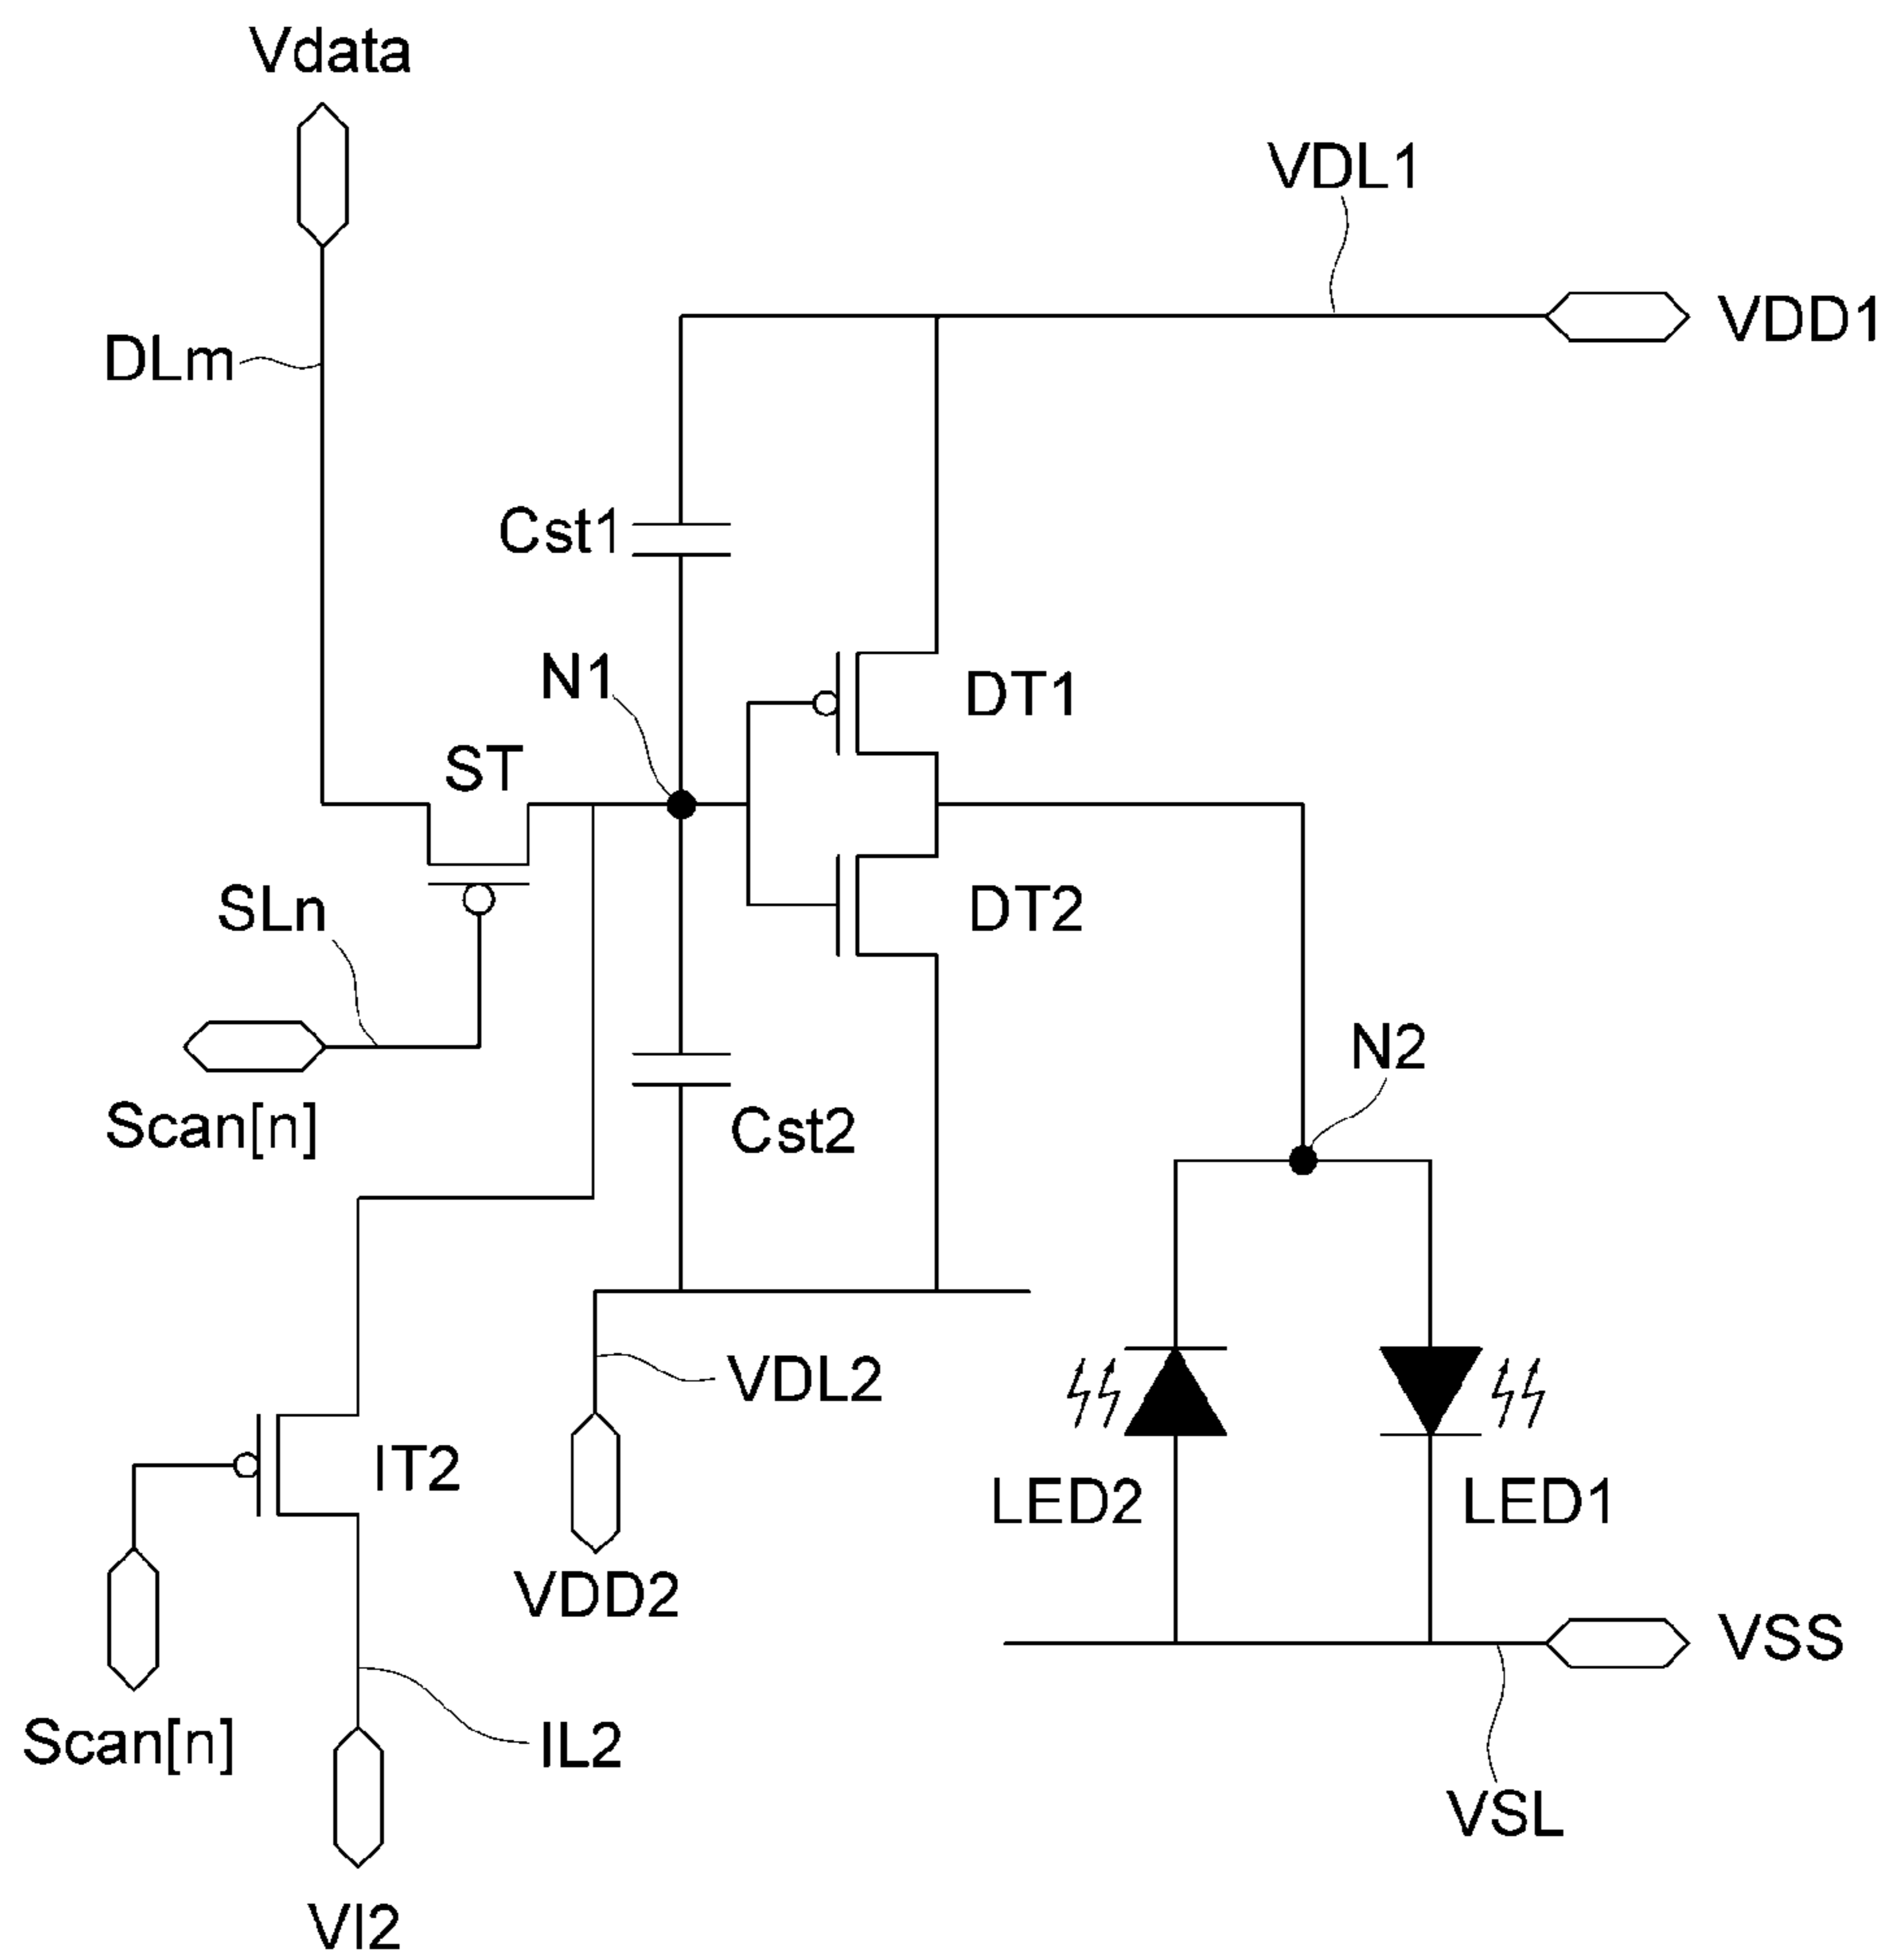 Vdata
VDL1
VDD1
DLm
Cst1
N1
DT1
ST
SLn
DT2
N2
Scan[n]
Cst2
VDL2
IT2
LED2
LED1
VDD2
VSS
Scan[n]
IL2
VSL
VI2